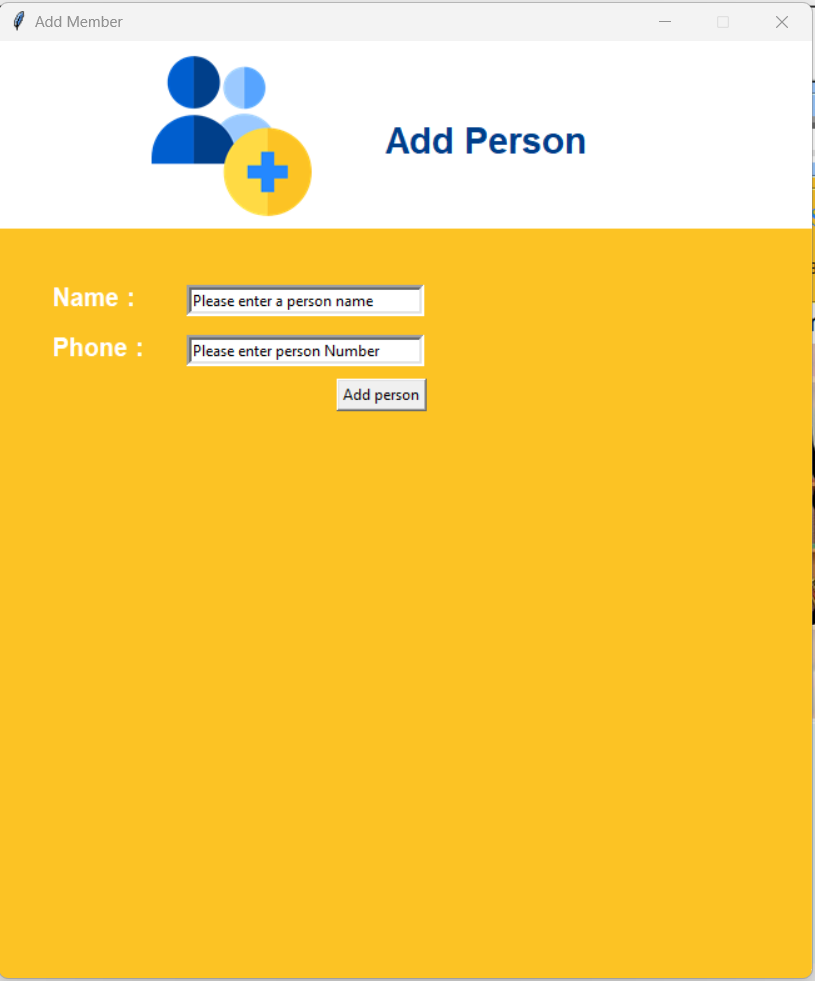 Add Member
Add Person
Name :
Please enter a person name
Phone :
Please enter person Number
Add person